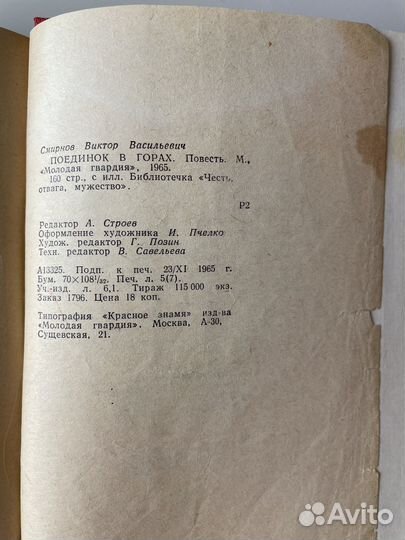 Смирнов Виктор Васильевич
ПОЕДИНОК В ГОРАХ. Повесть. М.,
«Молодая гвардия», 1965.
160 стр., с илл. Библиотечка «Честь,
отвага, мужество».
Р2
Редактор А. Строев
Оформление художника И. Пчелко
Худож. редактор Г. Позин
Техн. редактор В. Савельева
А13325. Подп. к печ. 23/XI 1965 г.
Бум. 70×108¹/₃₂. Печ. л. 5(7).
Уч.-изд. л. 6,1. Тираж 115 000 экз.
Заказ 1796. Цена 18 коп.
Типография «Красное знамя» изд-ва
«Молодая гвардия». Москва, А-30,
Сущевская, 21.
Avito